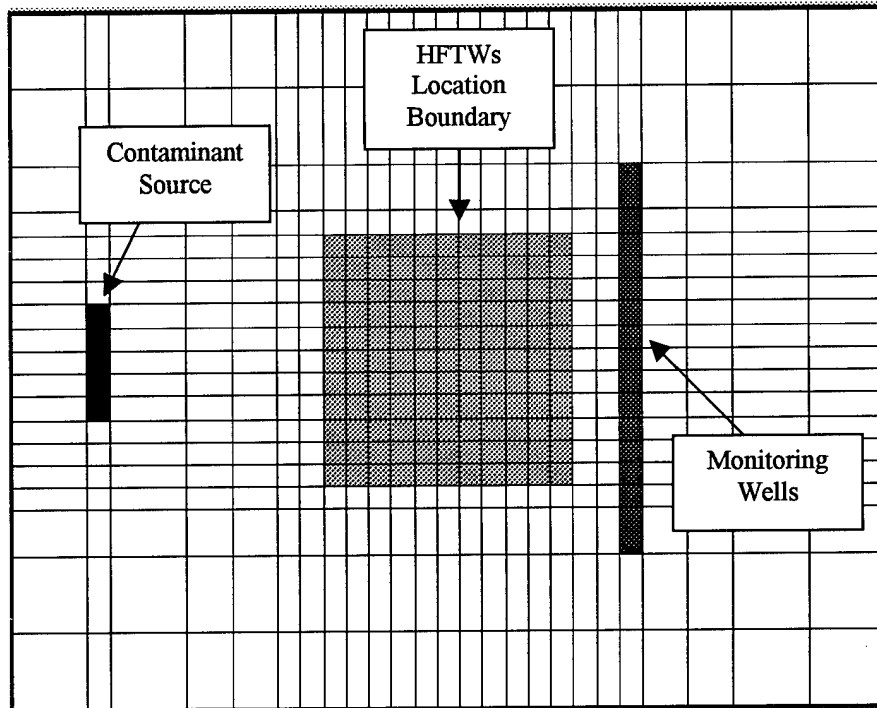 HFTWs
Location
Boundary
Contaminant
Source
Monitoring
Wells